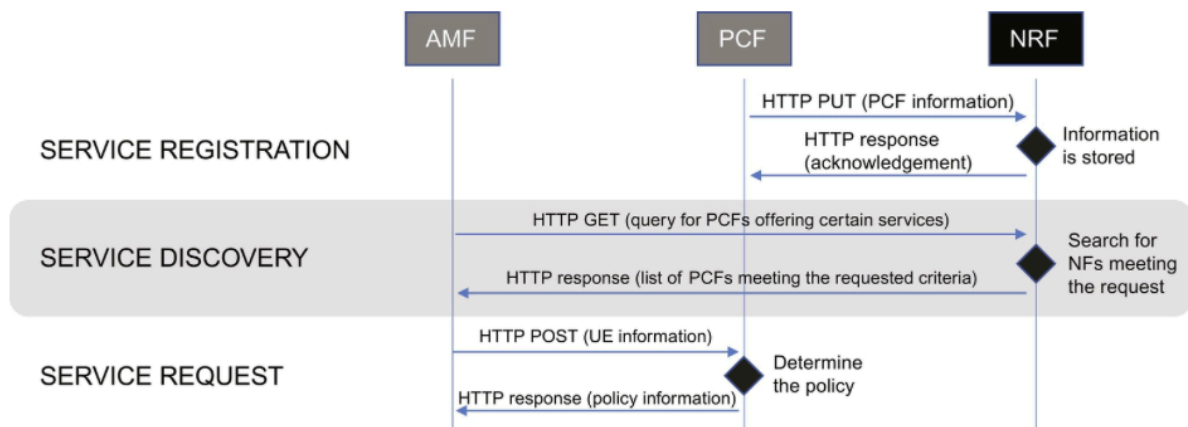 AMF
PCF
NRF
HTTP PUT (PCF information)
SERVICE REGISTRATION
HTTP response
(acknowledgement)
Information
is stored
HTTP GET (query for PCFs offering certain services)
SERVICE DISCOVERY
Search for
NFs meeting
the request
HTTP response (list of PCFs meeting the requested criteria)
HTTP POST (UE information)
SERVICE REQUEST
Determine
the policy
HTTP response (policy information)